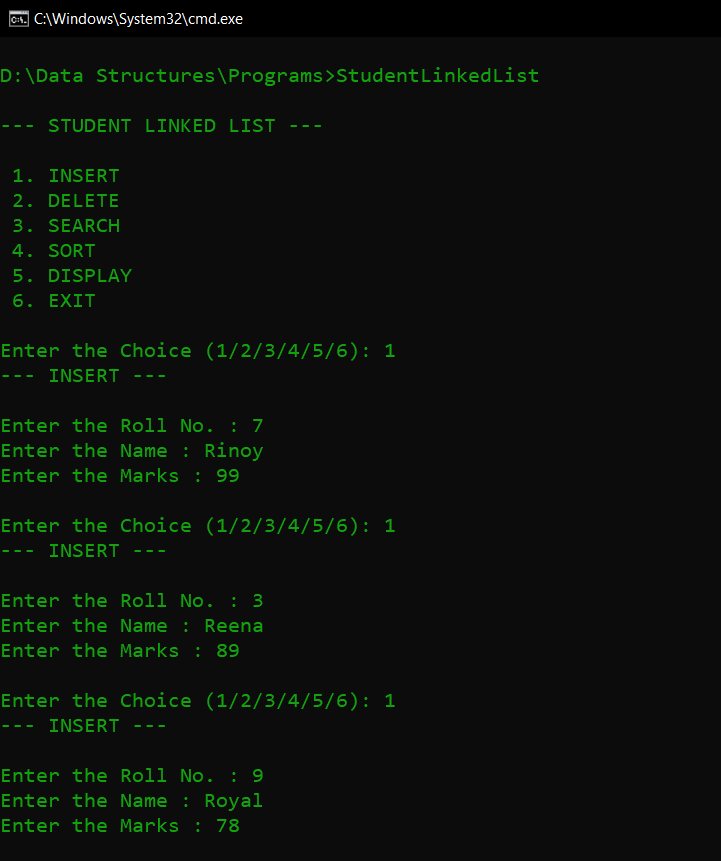 C:\Windows\System32\cmd.exe
D:\Data Structures\Programs>StudentLinkedList
--- STUDENT LINKED LIST ---
1. INSERT
2. DELETE
3. SEARCH
4. SORT
5. DISPLAY
6. EXIT
Enter the Choice (1/2/3/4/5/6): 1
--- INSERT ---
Enter the Roll No. : 7
Enter the Name : Rinoy
Enter the Marks : 99
Enter the Choice (1/2/3/4/5/6): 1
--- INSERT ---
Enter the Roll No. : 3
Enter the Name : Reena
Enter the Marks : 89
Enter the Choice (1/2/3/4/5/6): 1
--- INSERT ---
Enter the Roll No. : 9
Enter the Name : Royal
Enter the Marks : 78